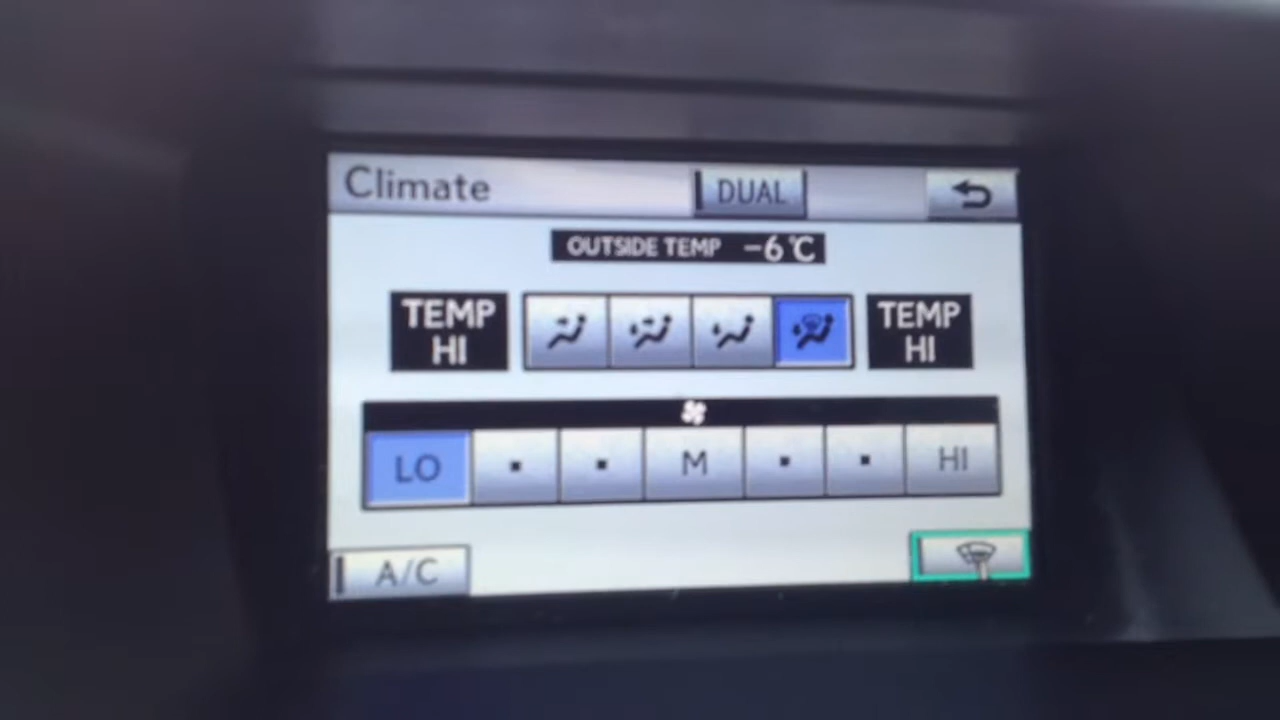 Climate DUAL
OUTSIDE TEMP -6°C
TEMP HI
TEMP HI
LO M HI
A/C